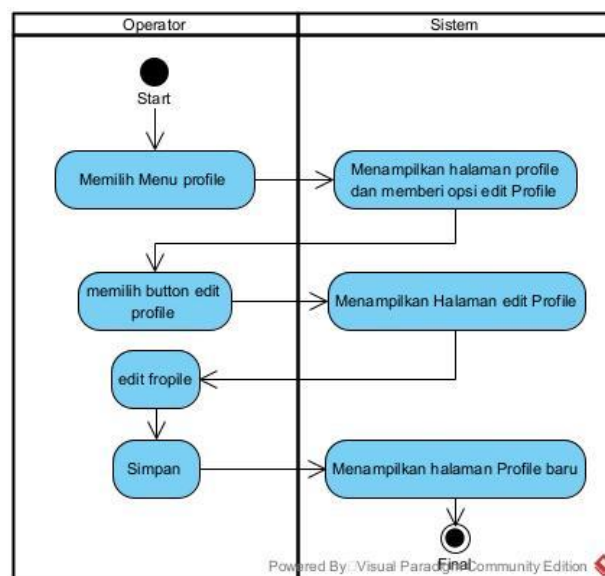 Operator
Sistem
Start
Memilih Menu profile
Menampilkan halaman profile
dan memberi opsi edit Profile
memilih button edit
profile
Menampilkan Halaman edit Profile
edit fropile
Simpan
Menampilkan halaman Profile baru
Final
Powered By Visual Paradigm Community Edition